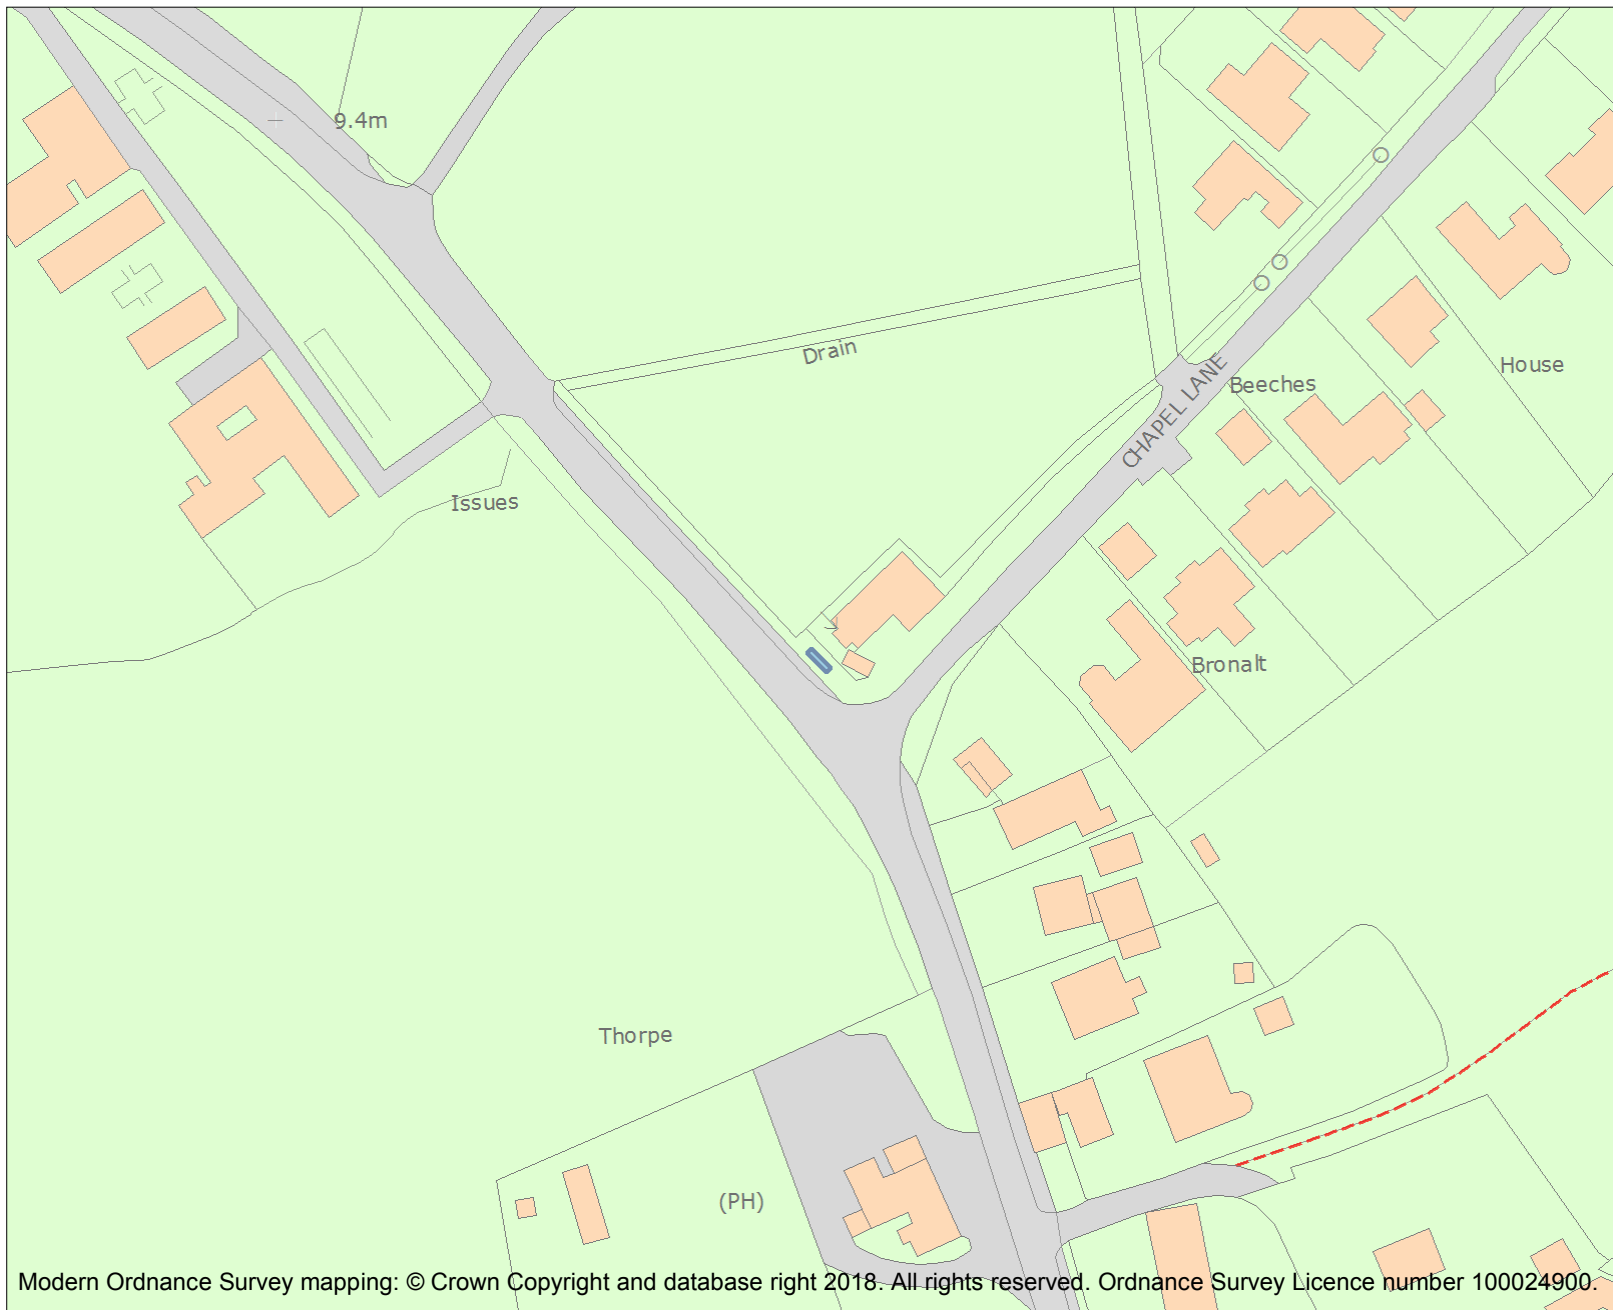 9.4m
Drain
CHAPEL LANE
House
Beeches
Issues
Bronalt
Thorpe
(PH)
Modern Ordnance Survey mapping: © Crown Copyright and database right 2018. All rights reserved. Ordnance Survey Licence number 100024900.